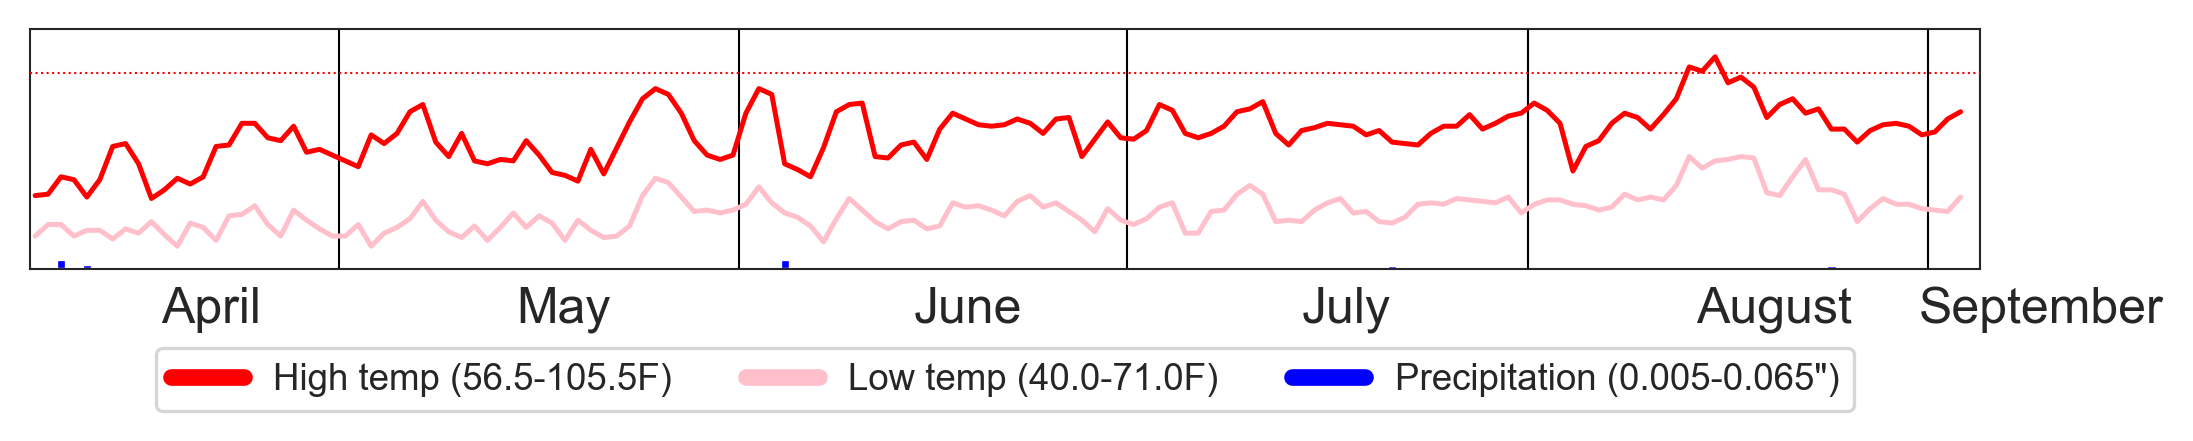 April May June July August September
High temp (56.5-105.5F) Low temp (40.0-71.0F) Precipitation (0.005-0.065")